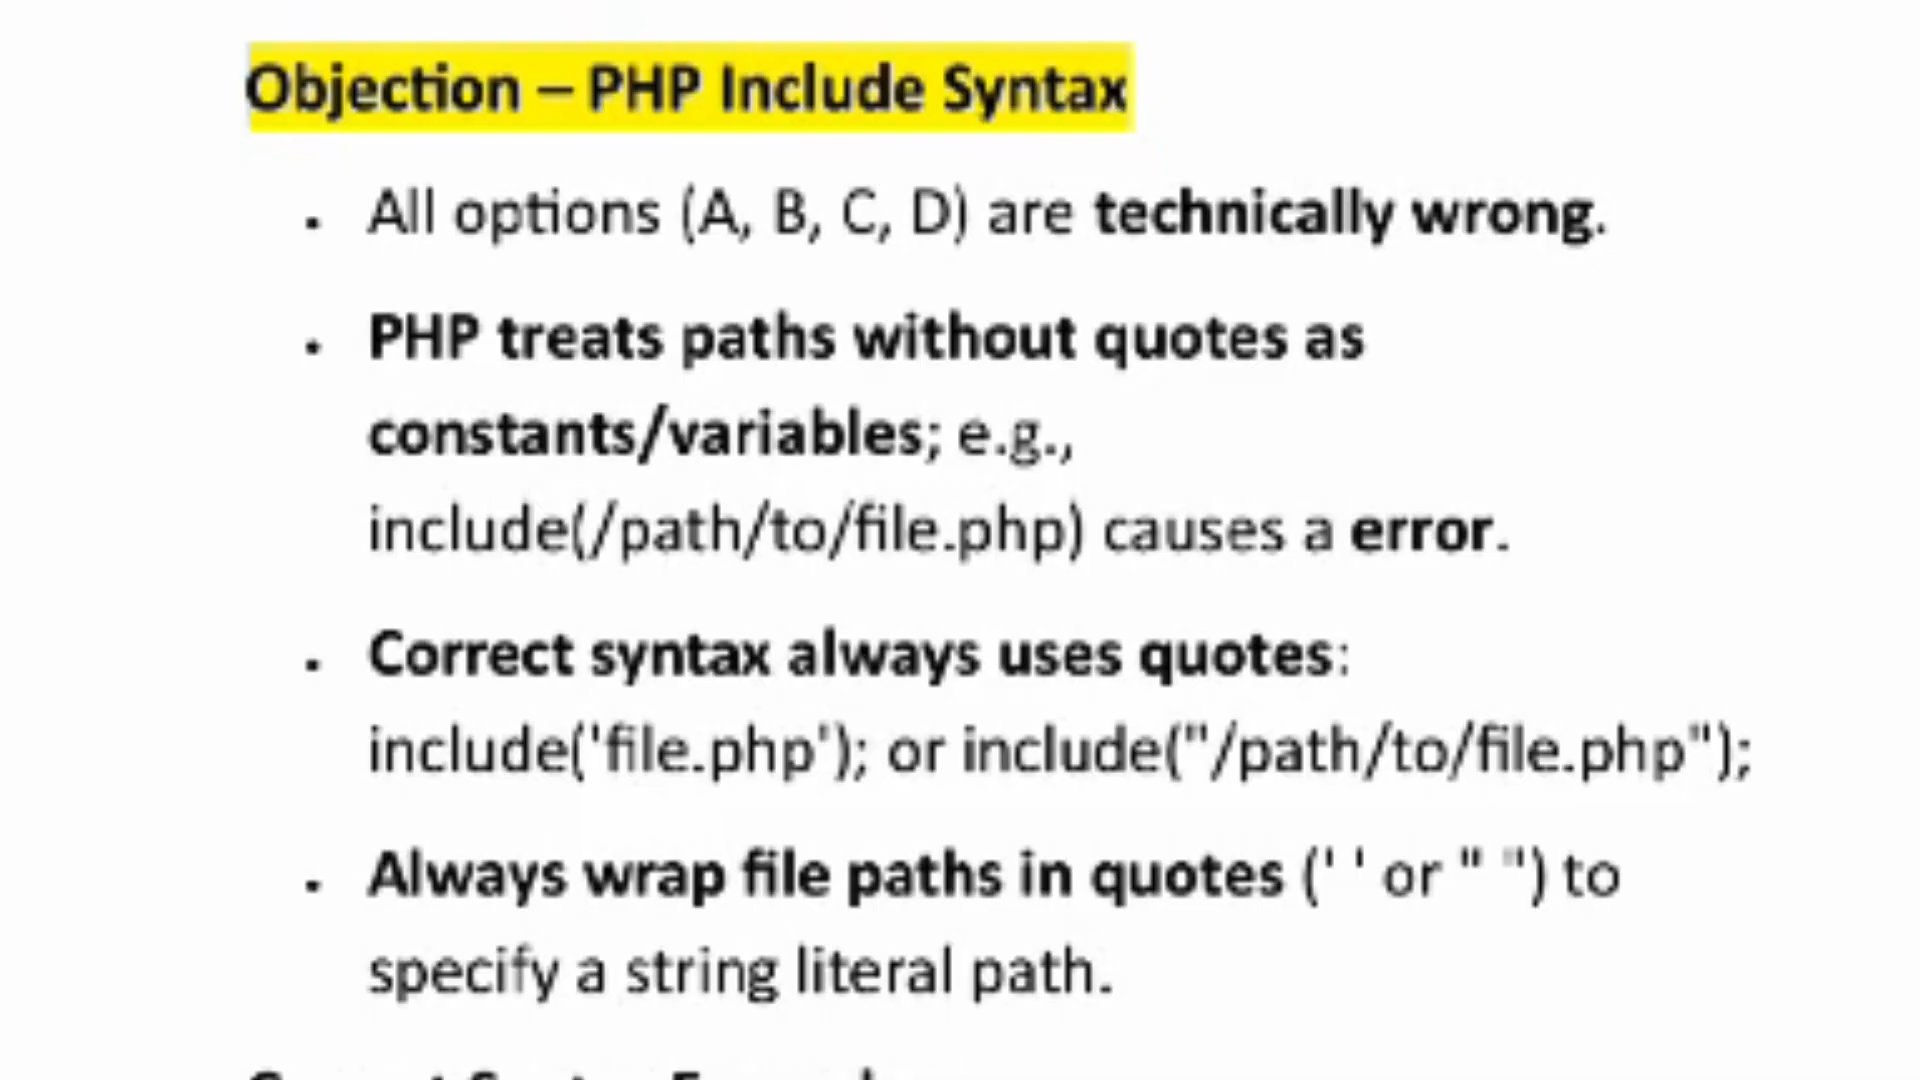 Objection – PHP Include Syntax
• All options (A, B, C, D) are technically wrong.
• PHP treats paths without quotes as
constants/variables; e.g.,
include(/path/to/file.php) causes a error.
• Correct syntax always uses quotes:
include('file.php'); or include("/path/to/file.php");
• Always wrap file paths in quotes (' ' or " ") to
specify a string literal path.